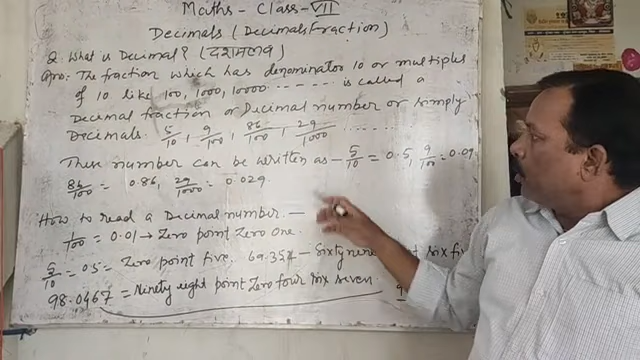 Maths - Class - VII
Decimals (Decimals Fraction)
Q. What is Decimal? (दशमलव)
Ans: The fraction which has denominator 10 or multiples
of 10 like 100, 1000, 10000 ------ is called a
Decimal fraction or Decimal number or simply
Decimals. 5/10, 9/100, 86/100, 29/1000 ......
These number can be written as - 5/10 = 0.5, 9/100 = 0.09
86/100 = 0.86, 29/1000 = 0.029.
How to read a Decimal number. —
1/100 = 0.01 → Zero point Zero One.
5/10 = 0.5 = Zero point five. 69.354 - Sixty nine
98.0467 = Ninety eight point Zero four six seven